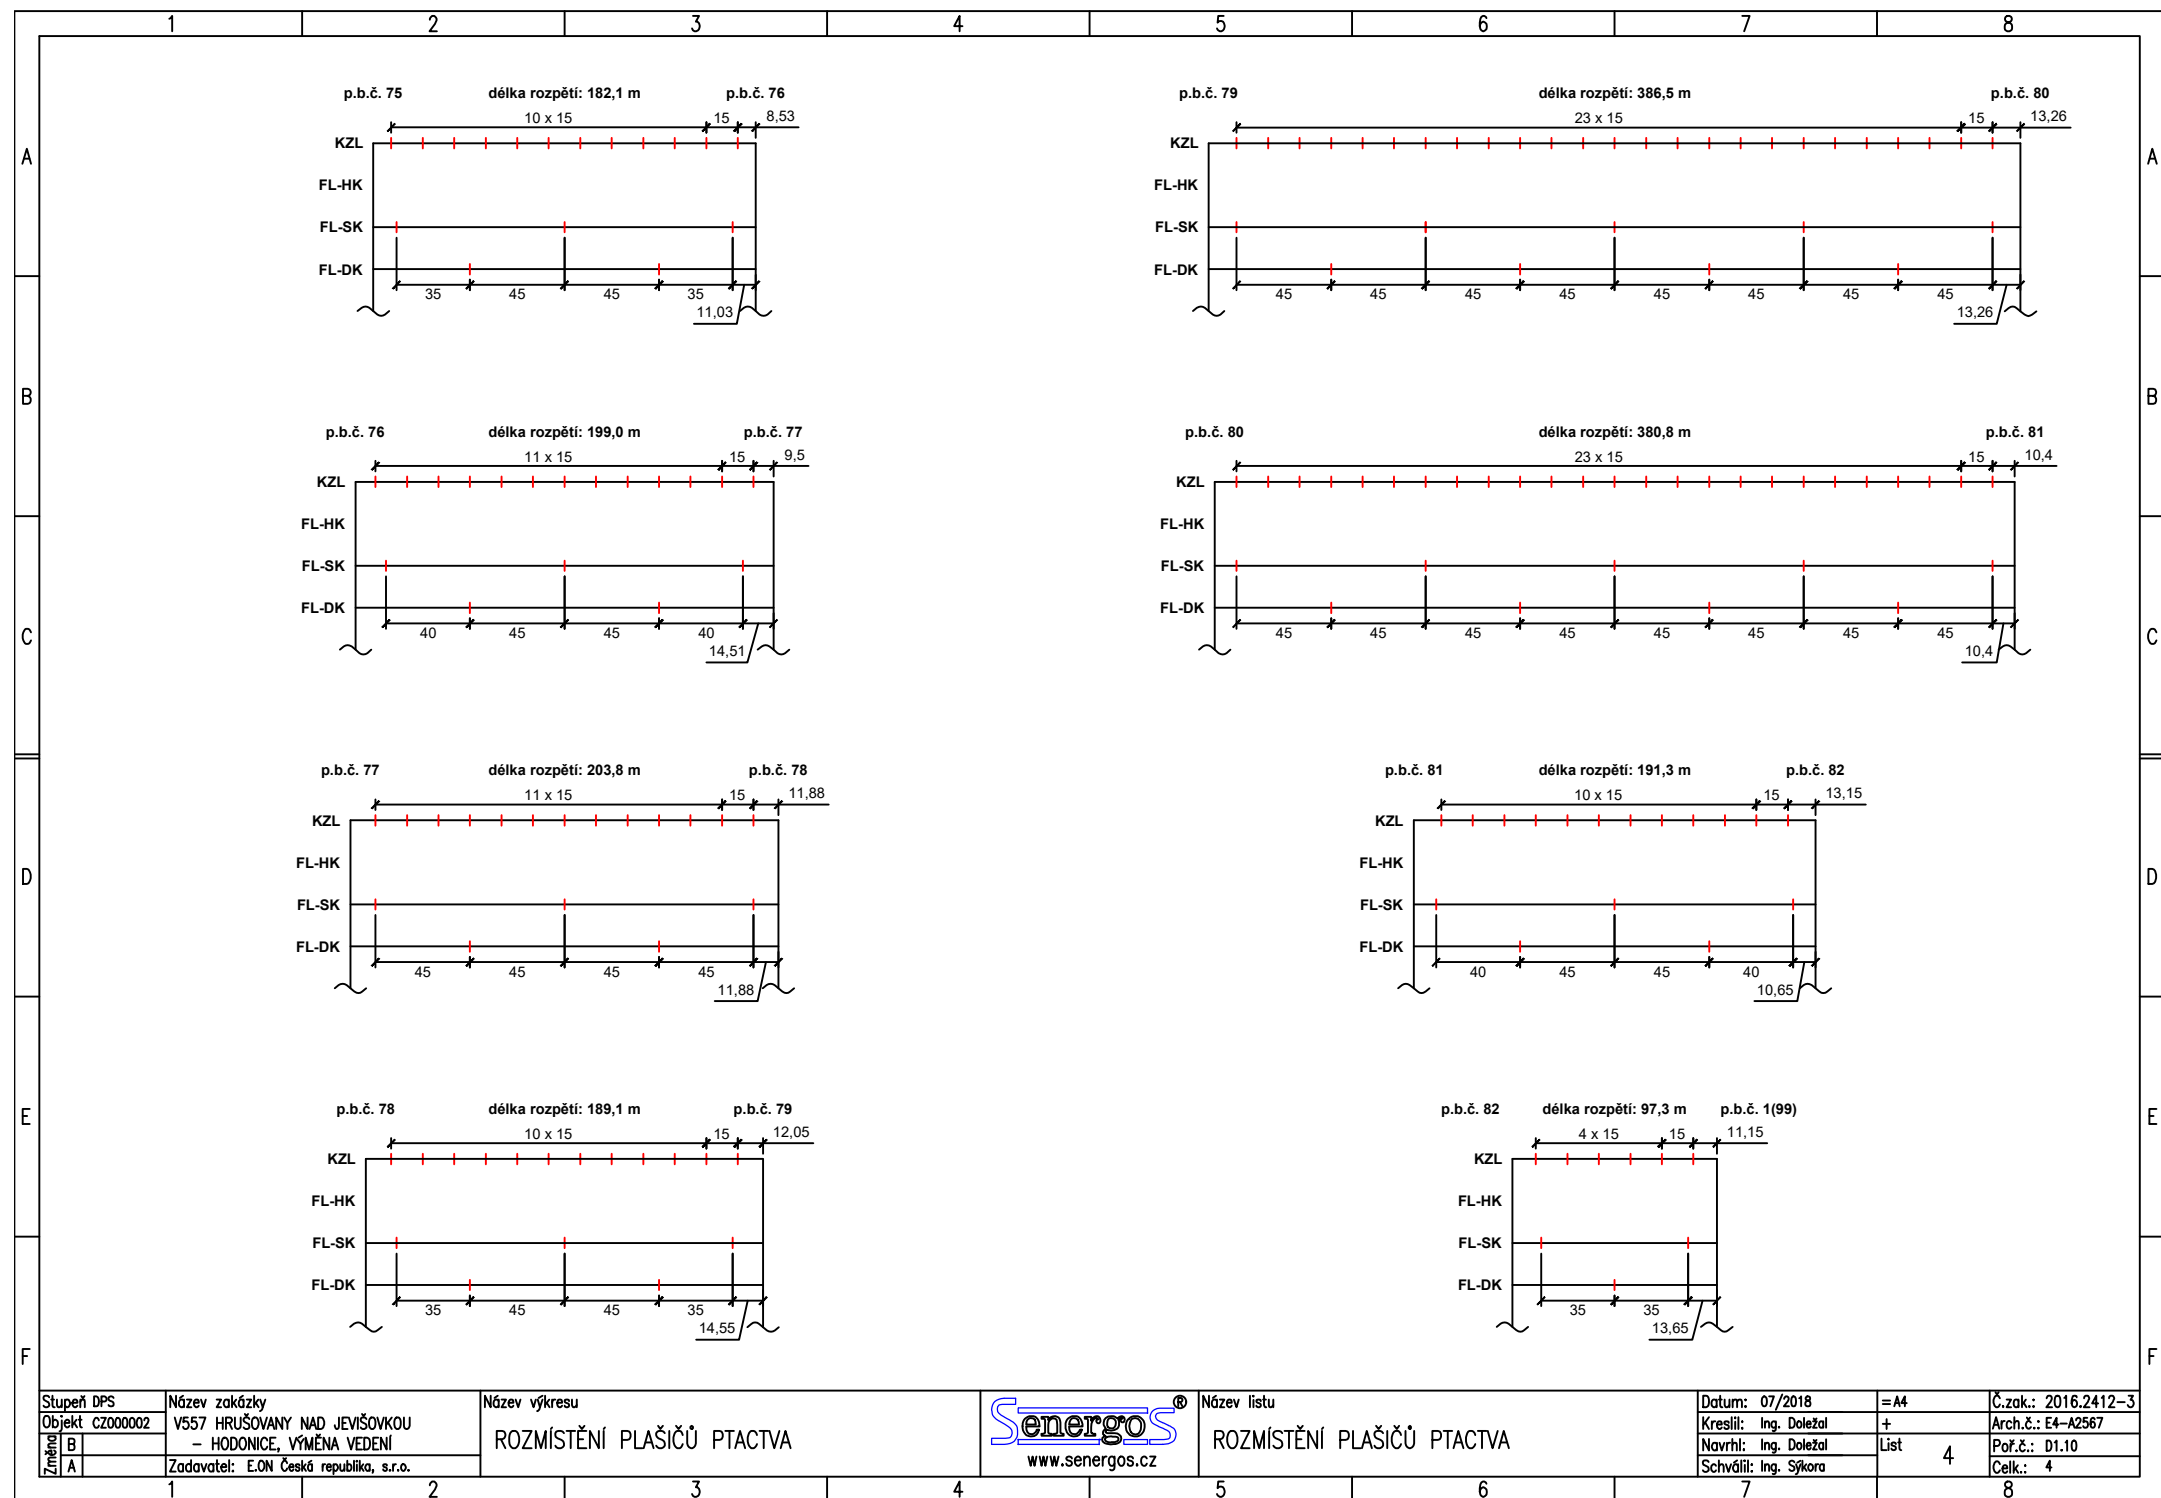 1 2 3 4 5 6 7 8
A
B
C
D
E
F
A
B
C
D
E
F
p.b.č. 75 délka rozpětí: 182,1 m p.b.č. 76
10 x 15 15 8,53
KZL
FL-HK
FL-SK
FL-DK
35 45 45 35
11,03
p.b.č. 79 délka rozpětí: 386,5 m p.b.č. 80
23 x 15 15 13,26
KZL
FL-HK
FL-SK
FL-DK
45 45 45 45 45 45 45 45
13,26
p.b.č. 76 délka rozpětí: 199,0 m p.b.č. 77
11 x 15 15 9,5
KZL
FL-HK
FL-SK
FL-DK
40 45 45 40
14,51
p.b.č. 80 délka rozpětí: 380,8 m p.b.č. 81
23 x 15 15 10,4
KZL
FL-HK
FL-SK
FL-DK
45 45 45 45 45 45 45 45
10,4
p.b.č. 77 délka rozpětí: 203,8 m p.b.č. 78
11 x 15 15 11,88
KZL
FL-HK
FL-SK
FL-DK
45 45 45 45
11,88
p.b.č. 81 délka rozpětí: 191,3 m p.b.č. 82
10 x 15 15 13,15
KZL
FL-HK
FL-SK
FL-DK
40 45 45 40
10,65
p.b.č. 78 délka rozpětí: 189,1 m p.b.č. 79
10 x 15 15 12,05
KZL
FL-HK
FL-SK
FL-DK
35 45 45 35
14,55
p.b.č. 82 délka rozpětí: 97,3 m p.b.č. 1(99)
4 x 15 15 11,15
KZL
FL-HK
FL-SK
FL-DK
35 35
13,65
Stupeň DPS
Objekt CZ000002
Změna
B
A
Název zakázky
V557 HRUŠOVANY NAD JEVIŠOVKOU
– HODONICE, VÝMĚNA VEDENÍ
Zadavatel: E.ON Česká republika, s.r.o.
Název výkresu
ROZMÍSTĚNÍ PLAŠIČŮ PTACTVA
SenergoS ®
www.senergos.cz
Název listu
ROZMÍSTĚNÍ PLAŠIČŮ PTACTVA
Datum: 07/2018
Kreslil: Ing. Doležal
Navrhl: Ing. Doležal
Schválil: Ing. Sýkora
=A4
+
List 4
Č.zak.: 2016.2412-3
Arch.č.: E4-A2567
Poř.č.: D1.10
Celk.: 4
1 2 3 4 5 6 7 8